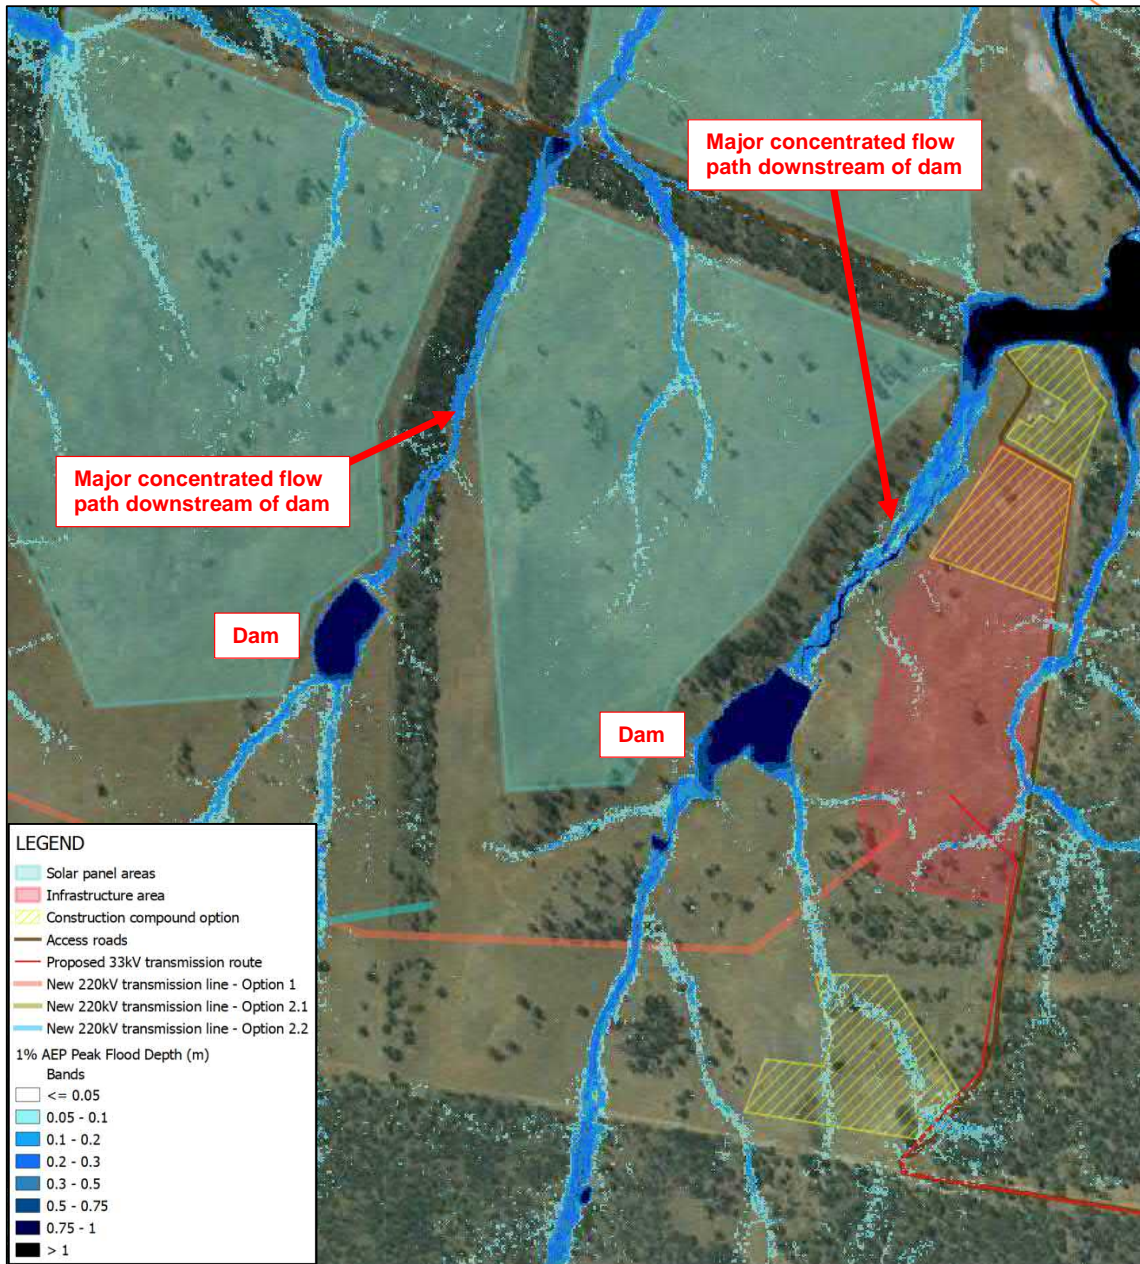 Major concentrated flow
path downstream of dam
Major concentrated flow
path downstream of dam
Dam
Dam
LEGEND
Solar panel areas
Infrastructure area
Construction compound option
Access roads
Proposed 33kV transmission route
New 220kV transmission line - Option 1
New 220kV transmission line - Option 2.1
New 220kV transmission line - Option 2.2
1% AEP Peak Flood Depth (m)
Bands
<= 0.05
0.05 - 0.1
0.1 - 0.2
0.2 - 0.3
0.3 - 0.5
0.5 - 0.75
0.75 - 1
> 1